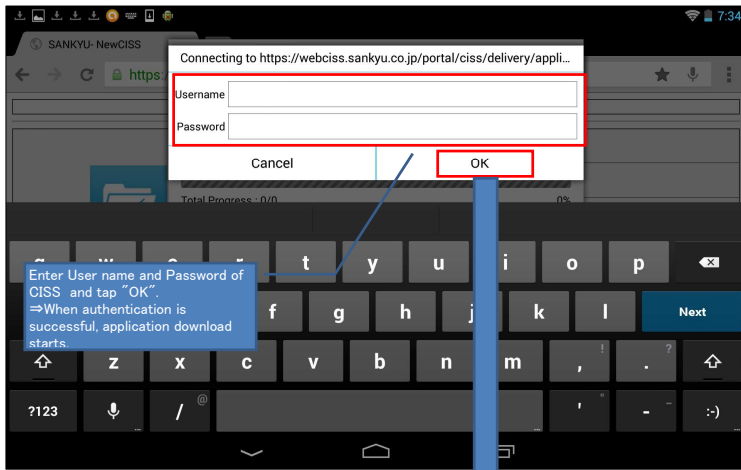 7:34
SANKYU- NewCISS
https:/
Connecting to https://webciss.sankyu.co.jp/portal/ciss/delivery/appli...
Username
Password
Cancel
OK
Total Progress : 0/0
0%
Enter User name and Password of
CISS and tap "OK".
⇒When authentication is
successful, application download
starts.
q w e r t y u i o p
f g h j k l Next
z x c v b n m , ! . ?
?123 / @ ' " - _ :-)